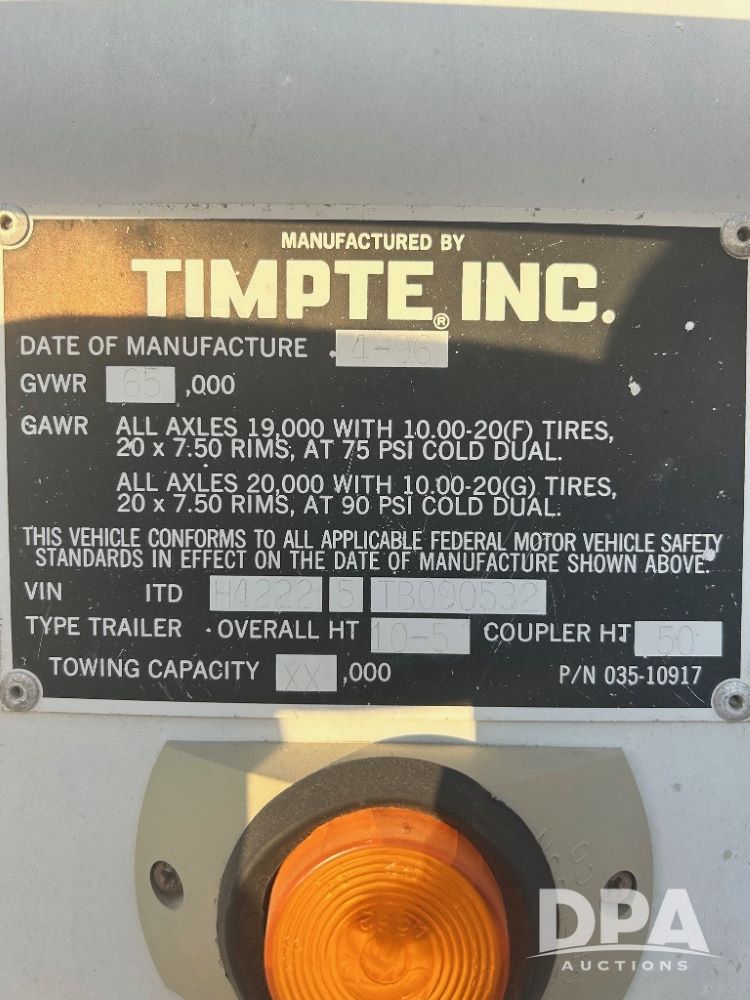 MANUFACTURED BY
TIMPTE® INC.
DATE OF MANUFACTURE 4-96
GVWR 65 ,000
GAWR ALL AXLES 19,000 WITH 10.00-20(F) TIRES,
20 x 7.50 RIMS, AT 75 PSI COLD DUAL.
ALL AXLES 20,000 WITH 10.00-20(G) TIRES,
20 x 7.50 RIMS, AT 90 PSI COLD DUAL.
THIS VEHICLE CONFORMS TO ALL APPLICABLE FEDERAL MOTOR VEHICLE SAFETY
STANDARDS IN EFFECT ON THE DATE OF MANUFACTURE SHOWN ABOVE.
VIN ITD H4222 5 TB090532
TYPE TRAILER OVERALL HT 10-5 COUPLER HT 50
TOWING CAPACITY XX ,000 P/N 035-10917
DPA
AUCTIONS